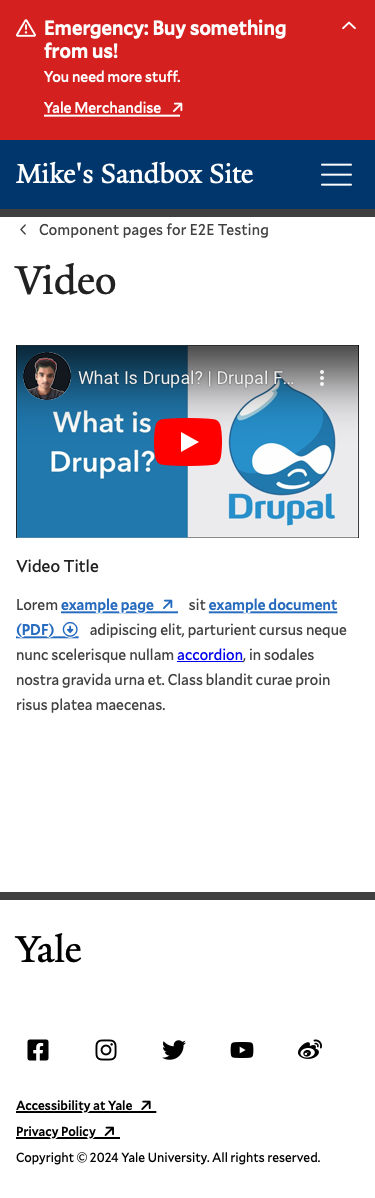 Emergency: Buy something
from us!
You need more stuff.
Yale Merchandise
Mike's Sandbox Site
Component pages for E2E Testing
Video
What Is Drupal? | Drupal F...
What is
Drupal?
Drupal
Video Title
Lorem example page sit example document
(PDF) adipiscing elit, parturient cursus neque
nunc scelerisque nullam accordion, in sodales
nostra gravida urna et. Class blandit curae proin
risus platea maecenas.
Yale
Accessibility at Yale
Privacy Policy
Copyright © 2024 Yale University. All rights reserved.